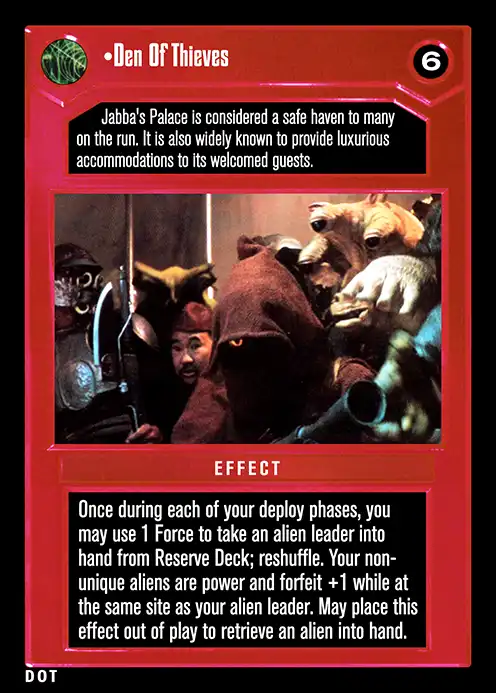 •Den Of Thieves
6
Jabba's Palace is considered a safe haven to many
on the run. It is also widely known to provide luxurious
accommodations to its welcomed guests.
EFFECT
Once during each of your deploy phases, you
may use 1 Force to take an alien leader into
hand from Reserve Deck; reshuffle. Your non-
unique aliens are power and forfeit +1 while at
the same site as your alien leader. May place this
effect out of play to retrieve an alien into hand.
DOT